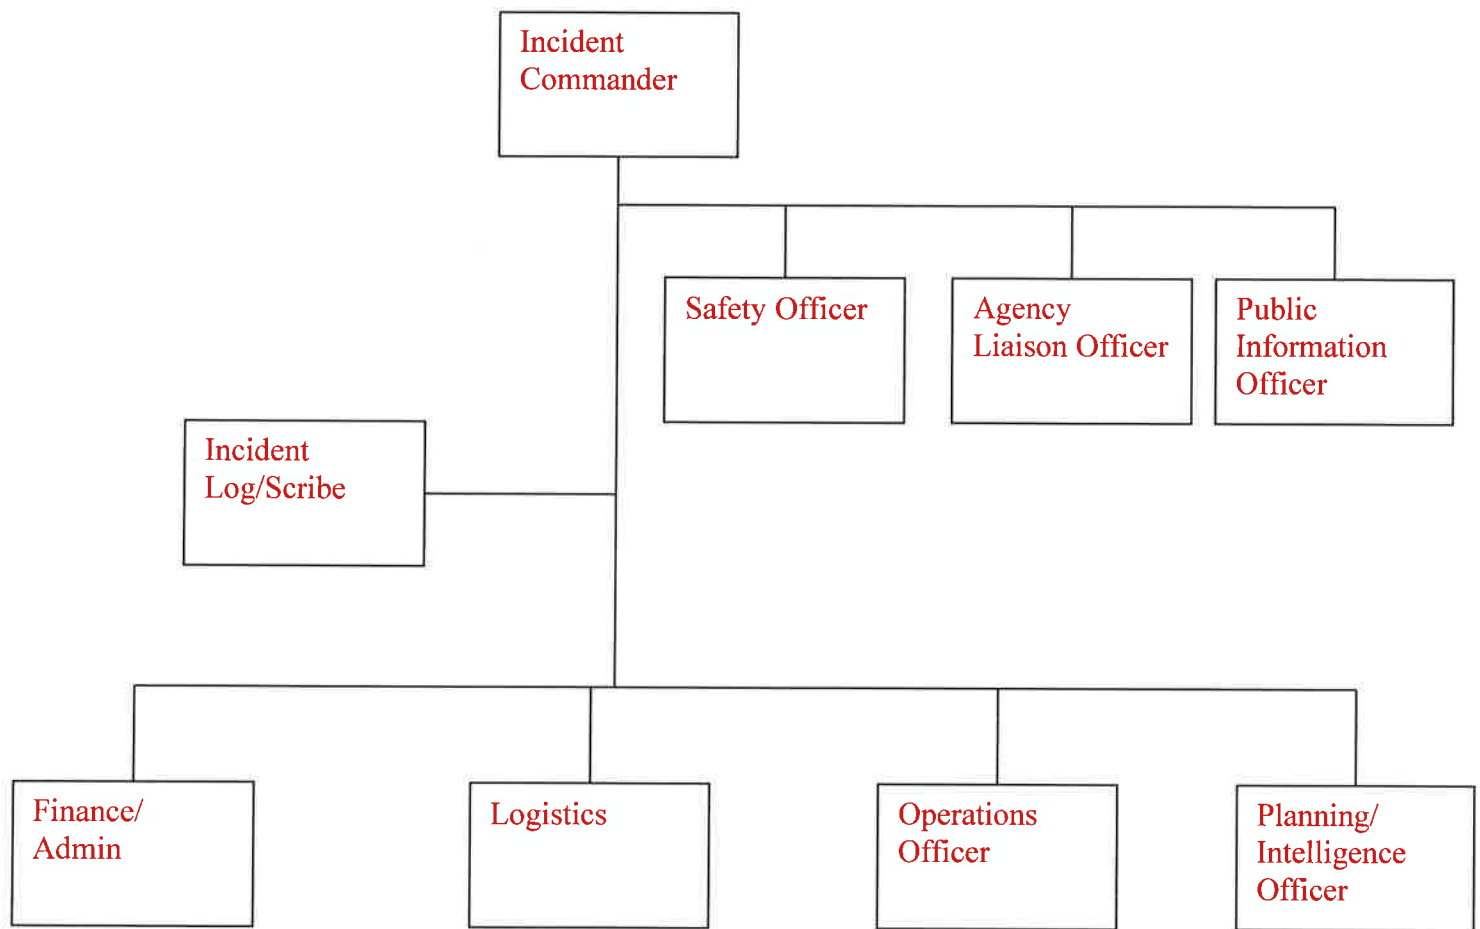 Incident
Commander
Safety Officer
Agency
Liaison Officer
Public
Information
Officer
Incident
Log/Scribe
Finance/
Admin
Logistics
Operations
Officer
Planning/
Intelligence
Officer